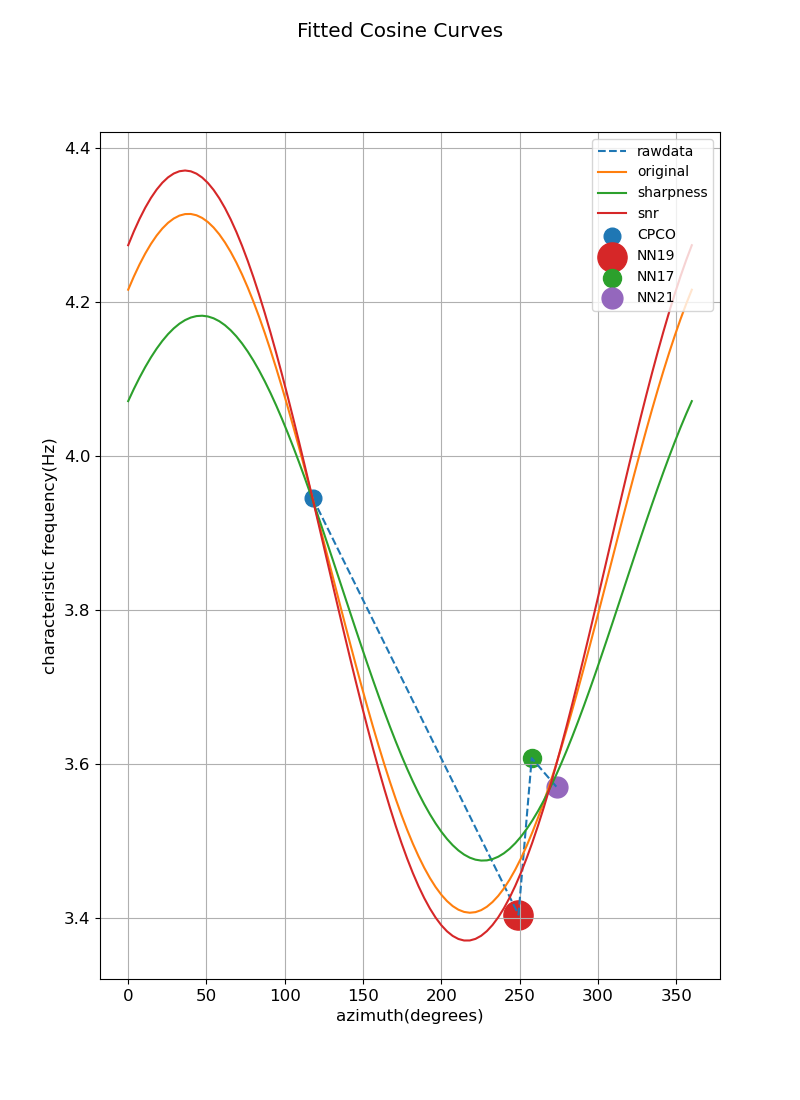 Fitted Cosine Curves
4.4
4.2
4.0
3.8
3.6
3.4
characteristic frequency(Hz)
rawdata
original
sharpness
snr
CPCO
NN19
NN17
NN21
0 50 100 150 200 250 300 350
azimuth(degrees)